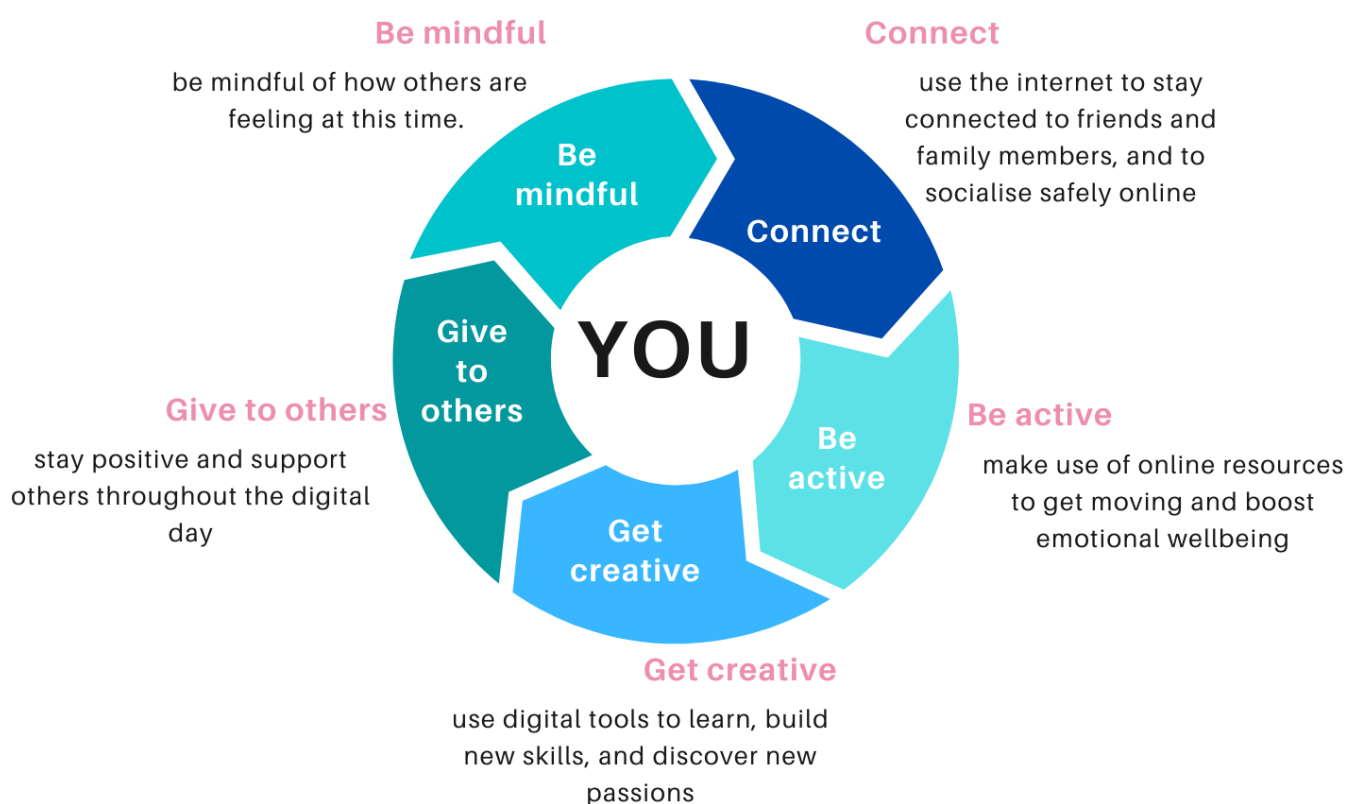 Be mindful
be mindful of how others are
feeling at this time.
Connect
use the internet to stay
connected to friends and
family members, and to
socialise safely online
Be
mindful
Connect
Give
to
others
YOU
Be
active
Get
creative
Give to others
stay positive and support
others throughout the digital
day
Be active
make use of online resources
to get moving and boost
emotional wellbeing
Get creative
use digital tools to learn, build
new skills, and discover new
passions